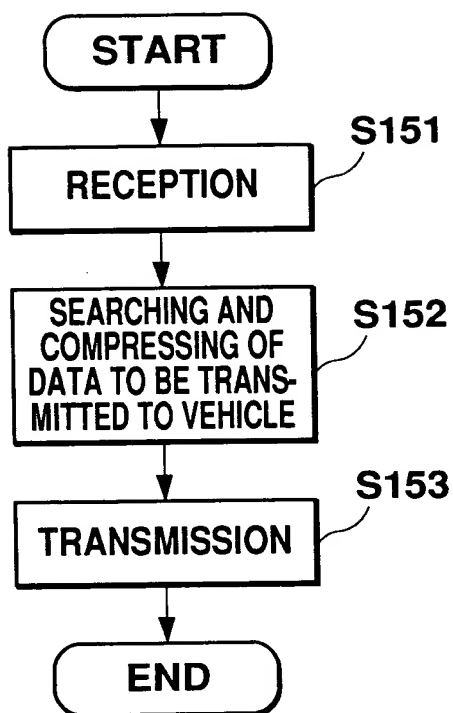 START
S151
RECEPTION
S152
SEARCHING AND
COMPRESSING OF
DATA TO BE TRANS-
MITTED TO VEHICLE
S153
TRANSMISSION
END